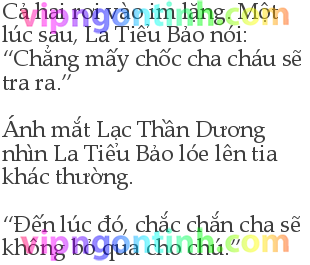 Cả hai rơi vào im lặng. Một
lúc sau, La Tiểu Bảo nói:
“Chẳng mấy chốc cha cháu sẽ
tra ra.”
Ánh mắt Lạc Thần Dương
nhìn La Tiểu Bảo lóe lên tia
khác thường.
“Đến lúc đó, chắc chắn cha sẽ
không bỏ qua cho chú.”
vipngontinh.com
vipngontinh.com